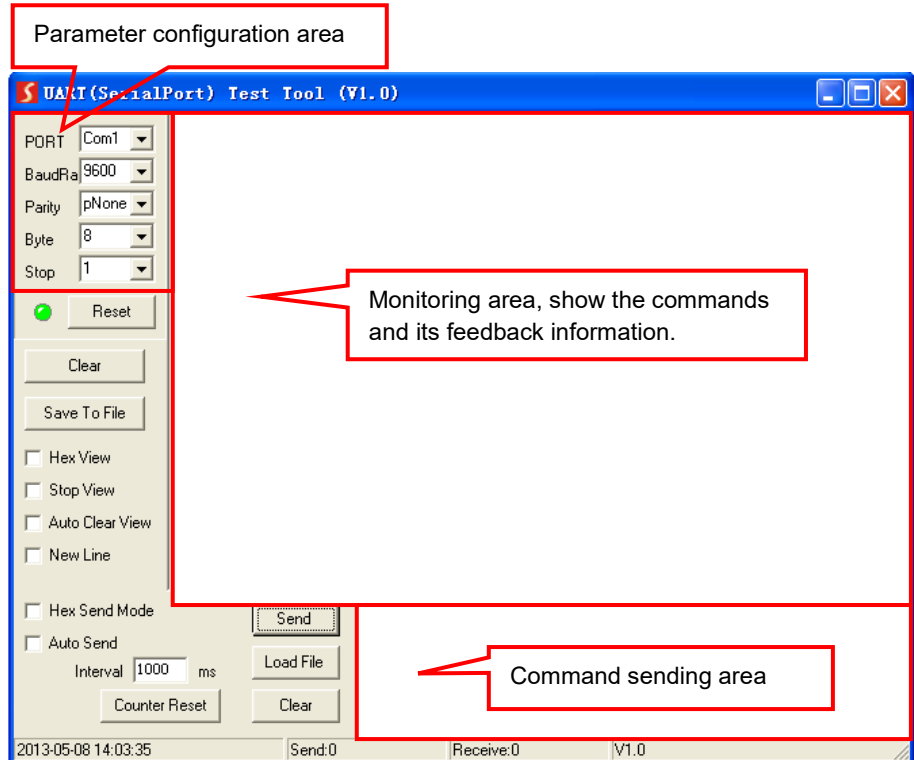 Parameter configuration area
UART(SerialPort) Test Tool (V1.0)
PORT Com1
BaudRa 9600
Parity pNone
Byte 8
Stop 1
Reset
Monitoring area, show the commands
and its feedback information.
Clear
Save To File
Hex View
Stop View
Auto Clear View
New Line
Hex Send Mode
Send
Auto Send
Interval 1000 ms
Load File
Command sending area
Counter Reset
Clear
2013-05-08 14:03:35 Send:0 Receive:0 V1.0